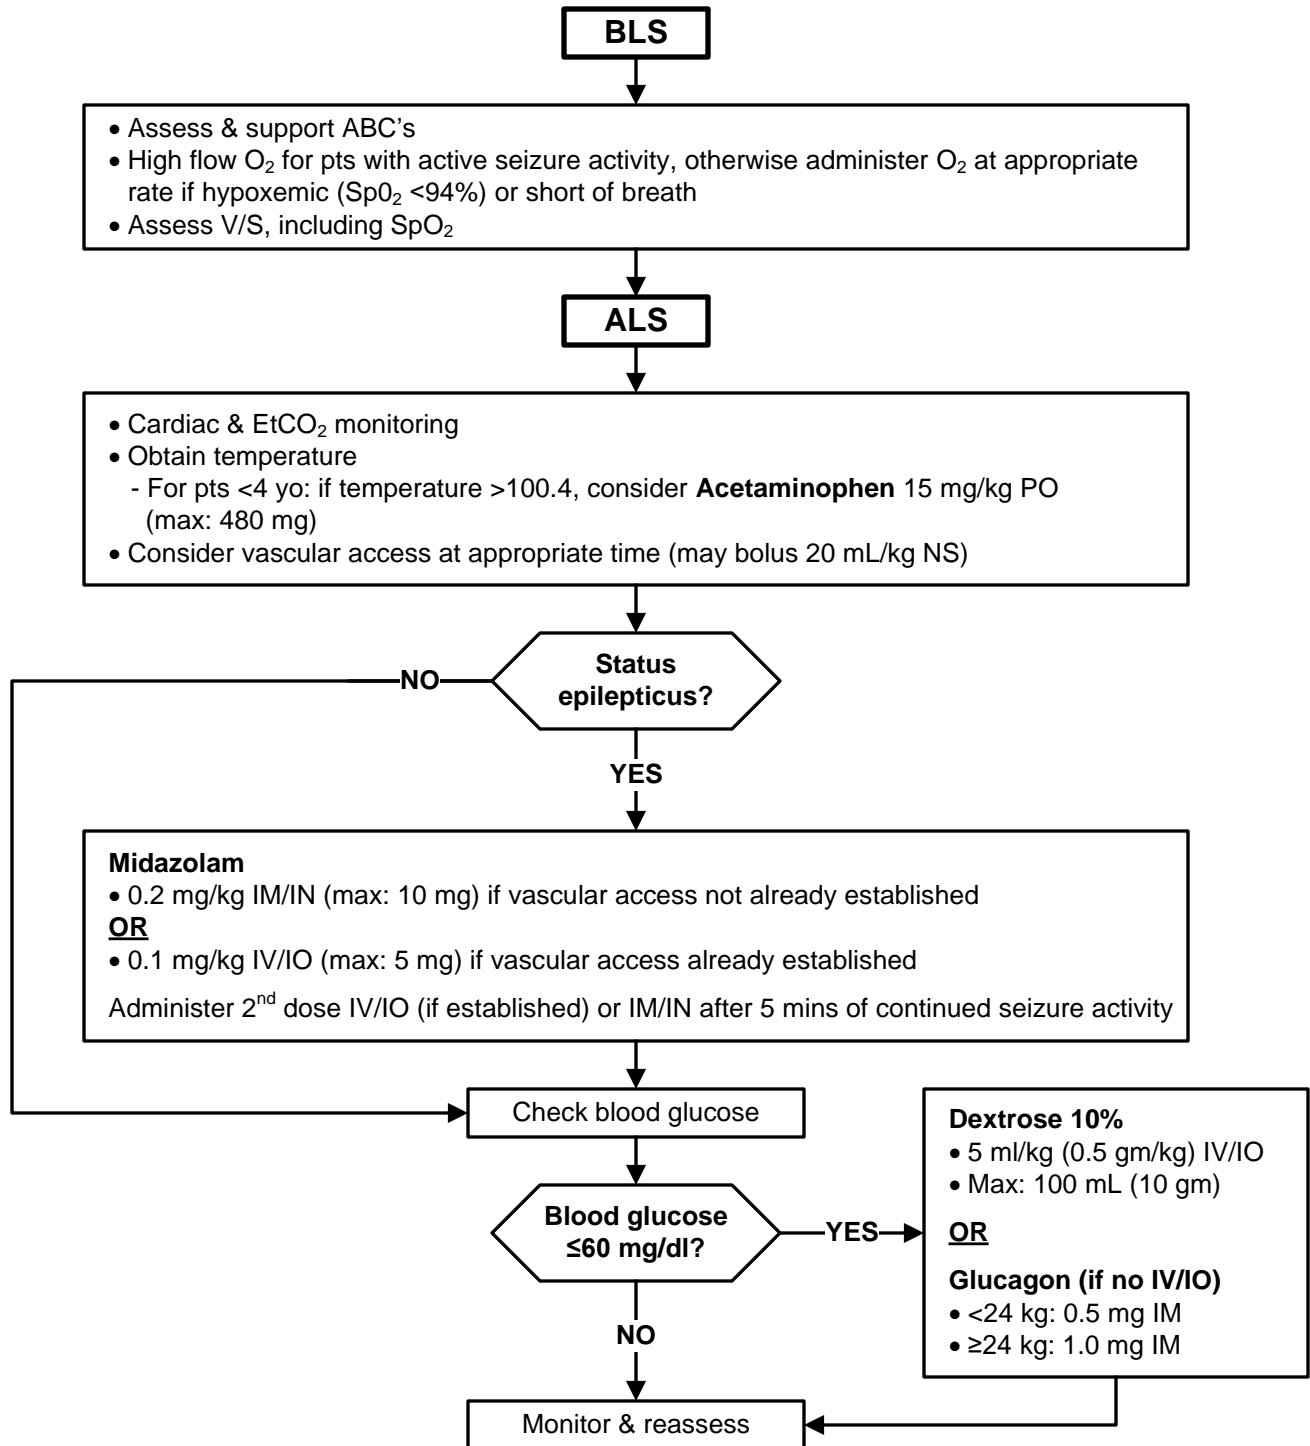 BLS
• Assess & support ABC's
• High flow O₂ for pts with active seizure activity, otherwise administer O₂ at appropriate
rate if hypoxemic (Sp0₂ <94%) or short of breath
• Assess V/S, including SpO₂
ALS
• Cardiac & EtCO₂ monitoring
• Obtain temperature
- For pts <4 yo: if temperature >100.4, consider Acetaminophen 15 mg/kg PO
(max: 480 mg)
• Consider vascular access at appropriate time (may bolus 20 mL/kg NS)
Status
epilepticus?
NO
YES
Midazolam
• 0.2 mg/kg IM/IN (max: 10 mg) if vascular access not already established
OR
• 0.1 mg/kg IV/IO (max: 5 mg) if vascular access already established
Administer 2nd dose IV/IO (if established) or IM/IN after 5 mins of continued seizure activity
Check blood glucose
Blood glucose
≤60 mg/dl?
YES
Dextrose 10%
• 5 ml/kg (0.5 gm/kg) IV/IO
• Max: 100 mL (10 gm)
OR
Glucagon (if no IV/IO)
• <24 kg: 0.5 mg IM
• ≥24 kg: 1.0 mg IM
NO
Monitor & reassess